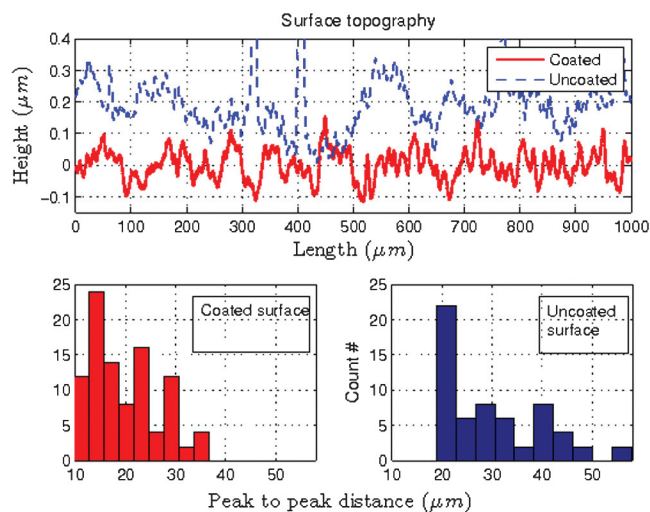 Surface topography
Height (μm)
0.4
0.3
0.2
0.1
0
−0.1
Coated
Uncoated
0 100 200 300 400 500 600 700 800 900 1000
Length (μm)
25
20
15
10
5
0
Coated surface
10 20 30 40 50
Count #
25
20
15
10
5
0
Uncoated
surface
10 20 30 40 50
Peak to peak distance (μm)